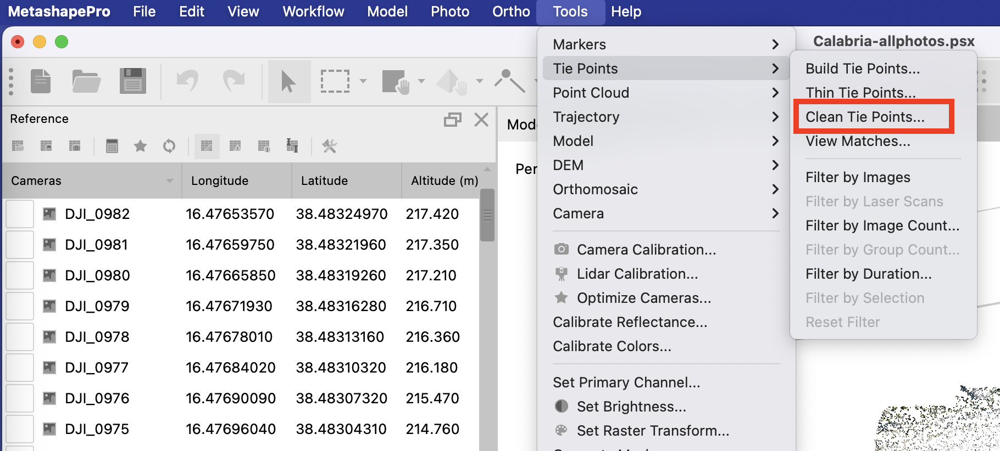 MetashapePro File Edit View Workflow Model Photo Ortho Tools Help
Calabria-allphotos.psx
Reference
Cameras Longitude Latitude Altitude (m)
DJI_0982 16.47653570 38.48324970 217.420
DJI_0981 16.47659750 38.48321960 217.350
DJI_0980 16.47665850 38.48319260 217.210
DJI_0979 16.47671930 38.48316280 216.710
DJI_0978 16.47678010 38.48313160 216.360
DJI_0977 16.47684020 38.48310320 216.180
DJI_0976 16.47690090 38.48307320 215.470
DJI_0975 16.47696040 38.48304310 214.760
Mode
Per
Markers
Tie Points
Point Cloud
Trajectory
Model
DEM
Orthomosaic
Camera
Camera Calibration...
Lidar Calibration...
Optimize Cameras...
Calibrate Reflectance...
Calibrate Colors...
Set Primary Channel...
Set Brightness...
Set Raster Transform...
Build Tie Points...
Thin Tie Points...
Clean Tie Points...
View Matches...
Filter by Images
Filter by Laser Scans
Filter by Image Count...
Filter by Group Count...
Filter by Duration...
Filter by Selection
Reset Filter